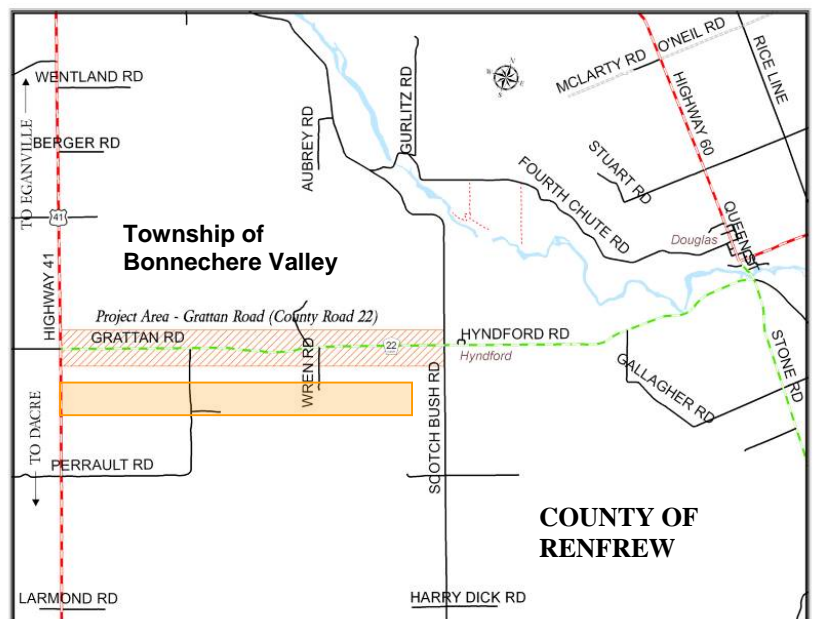 O'NEIL RD
MCLARTY RD
RICE LINE
WENTLAND RD
GURLITZ RD
HIGHWAY 60
TO EGANVILLE
BERGER RD
AUBREY RD
STUART RD
FOURTH CHUTE RD
N
E
S
W
41
QUEEN ST
Douglas
Township of
Bonnechere Valley
HIGHWAY 41
Project Area - Grattan Road (County Road 22)
GRATTAN RD
22
HYNDFORD RD
Hyndford
WREN RD
GALLAGHER RD
STONE RD
SCOTCH BUSH RD
TO DACRE
PERRAULT RD
COUNTY OF
RENFREW
LARMOND RD
HARRY DICK RD